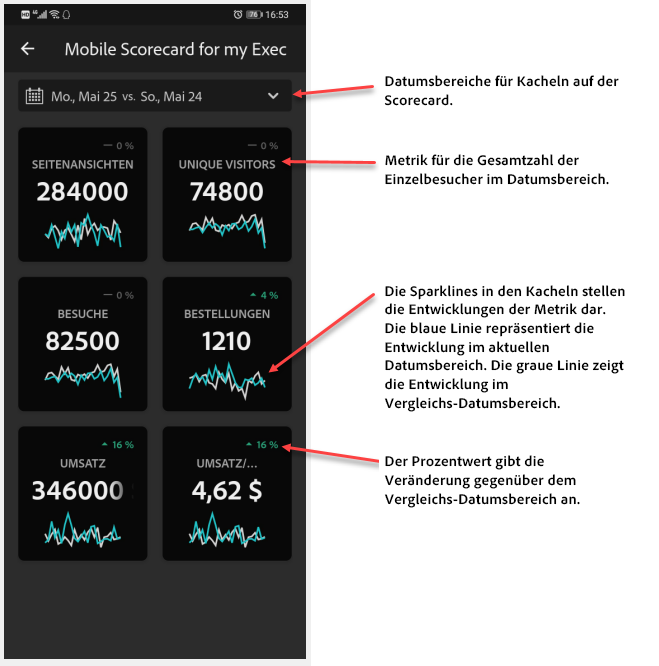 HD 4G 76 16:53
Mobile Scorecard for my Exec
Mo., Mai 25 vs. So., Mai 24
Datumsbereiche für Kacheln auf der
Scorecard.
0 %
SEITENANSICHTEN
284000
0 %
UNIQUE VISITORS
74800
Metrik für die Gesamtzahl der
Einzelbesucher im Datumsbereich.
0 %
BESUCHE
82500
4 %
BESTELLUNGEN
1210
Die Sparklines in den Kacheln stellen
die Entwicklungen der Metrik dar.
Die blaue Linie repräsentiert die
Entwicklung im aktuellen
Datumsbereich. Die graue Linie zeigt
die Entwicklung im
Vergleichs-Datumsbereich.
16 %
UMSATZ
346000
16 %
UMSATZ/...
4,62 $
Der Prozentwert gibt die
Veränderung gegenüber dem
Vergleichs-Datumsbereich an.